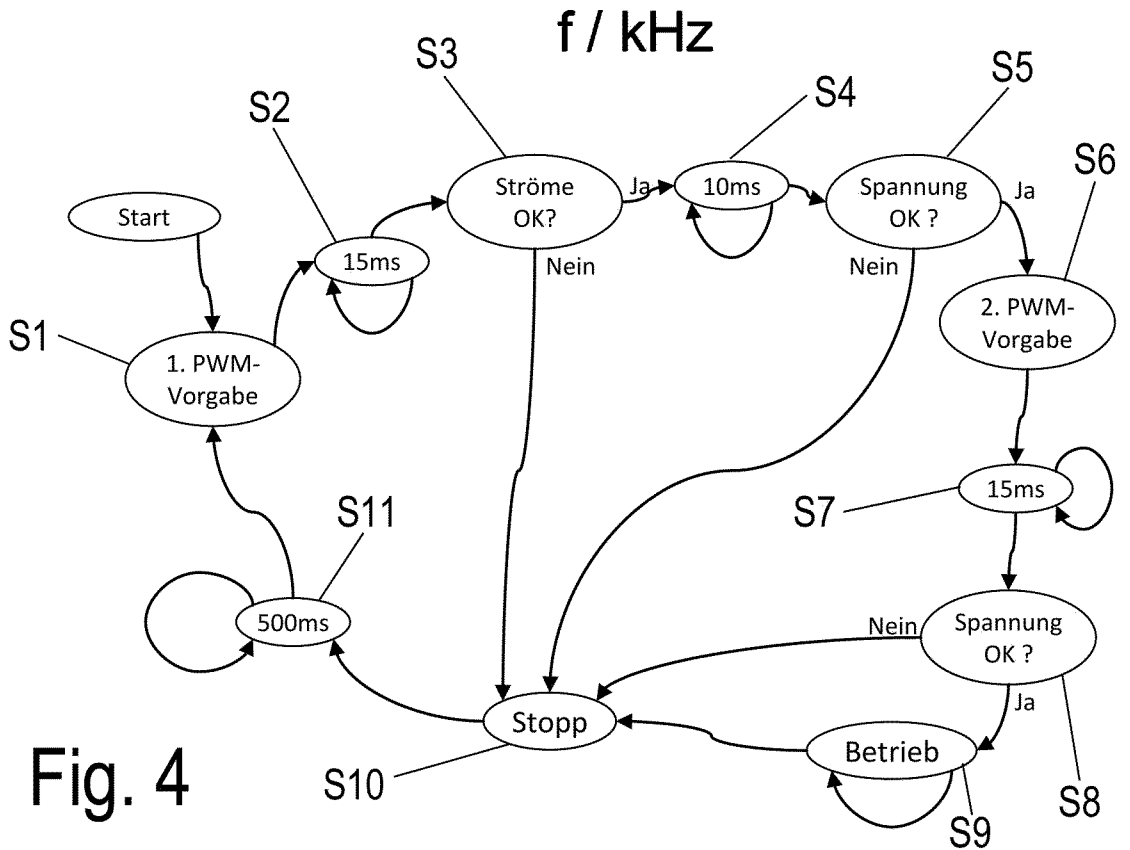 f / kHz
S3
S5
S4
S2
S6
Ströme
OK?
Ja
10ms
Spannung
OK ?
Ja
Start
15ms
Nein
Nein
2. PWM-
Vorgabe
S1
1. PWM-
Vorgabe
15ms
S7
S11
500ms
Nein
Spannung
OK ?
Ja
Stopp
Betrieb
S10
S8
S9
Fig. 4